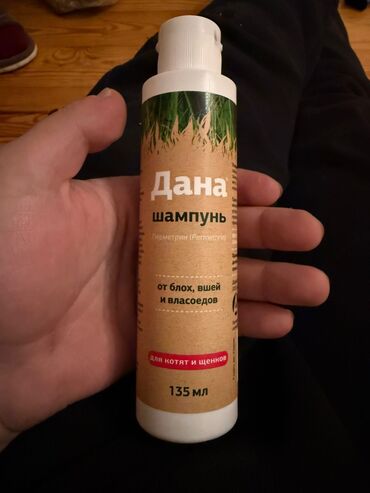 Дана
шампунь
Перметрин (Permethrin)
от блох, вшей
и власоедов
для котят и щенков
135 мл